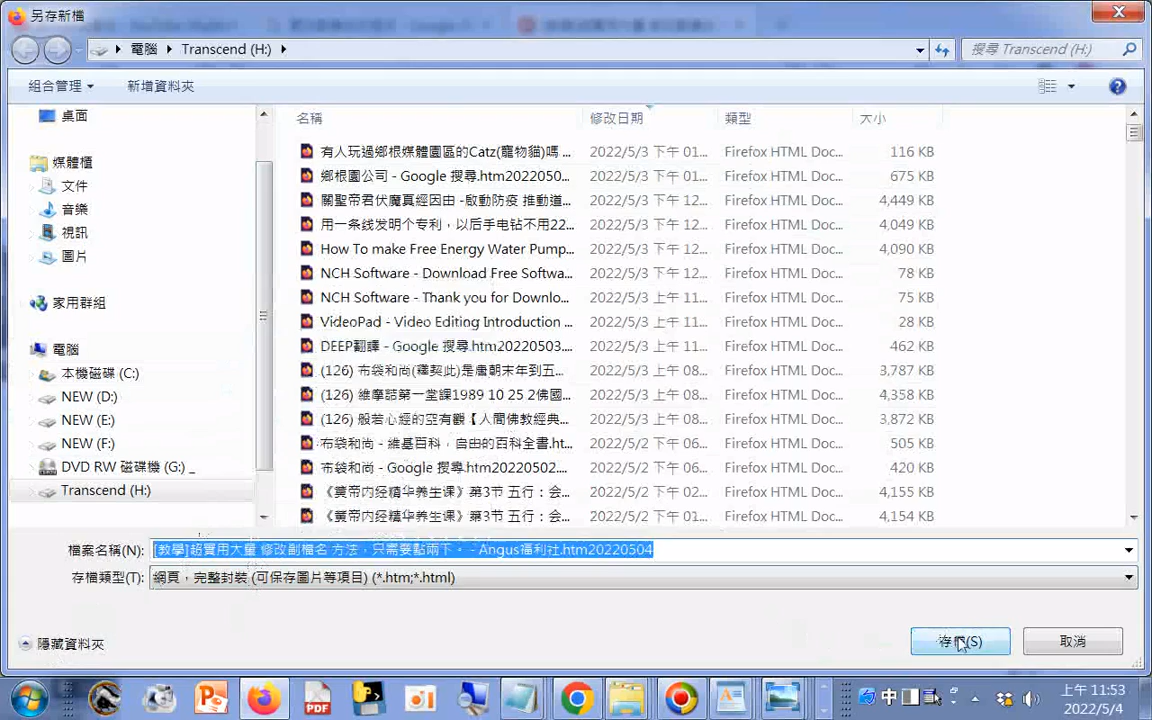 另存新檔
電腦 Transcend (H:)
搜尋 Transcend (H:)
組合管理 新增資料夾
桌面
媒體櫃
文件
音樂
視訊
圖片
家用群組
電腦
本機磁碟 (C:)
NEW (D:)
NEW (E:)
NEW (F:)
DVD RW 磁碟機 (G:) _
Transcend (H:)
名稱 修改日期 類型 大小
有人玩過鄉根媒體園區的Catz(寵物貓)嗎 ... 2022/5/3 下午 01... Firefox HTML Doc... 116 KB
鄉根園公司 - Google 搜尋.htm2022050... 2022/5/3 下午 01... Firefox HTML Doc... 675 KB
關聖帝君伏魔真經因由 -啟動防疫 推動道... 2022/5/3 下午 12... Firefox HTML Doc... 4,449 KB
用一条线发明个专利，以后手电钻不用22... 2022/5/3 下午 12... Firefox HTML Doc... 4,049 KB
How To make Free Energy Water Pump... 2022/5/3 下午 12... Firefox HTML Doc... 4,090 KB
NCH Software - Download Free Softwa... 2022/5/3 下午 12... Firefox HTML Doc... 78 KB
NCH Software - Thank you for Downlo... 2022/5/3 上午 11... Firefox HTML Doc... 75 KB
VideoPad - Video Editing Introduction ... 2022/5/3 上午 11... Firefox HTML Doc... 28 KB
DEEP翻譯 - Google 搜尋.htm20220503... 2022/5/3 上午 11... Firefox HTML Doc... 462 KB
(126) 布袋和尚(釋契此)是唐朝末年到五... 2022/5/3 上午 08... Firefox HTML Doc... 3,787 KB
(126) 維摩詰第一堂課1989 10 25 2佛國... 2022/5/3 上午 08... Firefox HTML Doc... 4,358 KB
(126) 般若心經的空有觀【人間佛教經典... 2022/5/3 上午 08... Firefox HTML Doc... 3,872 KB
布袋和尚 - 維基百科，自由的百科全書.ht... 2022/5/2 下午 06... Firefox HTML Doc... 505 KB
布袋和尚 - Google 搜尋.htm20220502... 2022/5/2 下午 06... Firefox HTML Doc... 420 KB
《黄帝内经精华养生课》第3节 五行：会... 2022/5/2 下午 06... Firefox HTML Doc... 4,155 KB
《黄帝内经精华养生课》第3节 五行：会... 2022/5/2 下午 06... Firefox HTML Doc... 4,154 KB
檔案名稱(N): [教學]超實用大量 修改副檔名 方法，只需要點兩下。 - Angus福利社.htm20220504
存檔類型(T): 網頁，完整封裝 (可保存圖片等項目) (*.htm;*.html)
隱藏資料夾 存檔(S) 取消
PDF
中
上午 11:53
2022/5/4